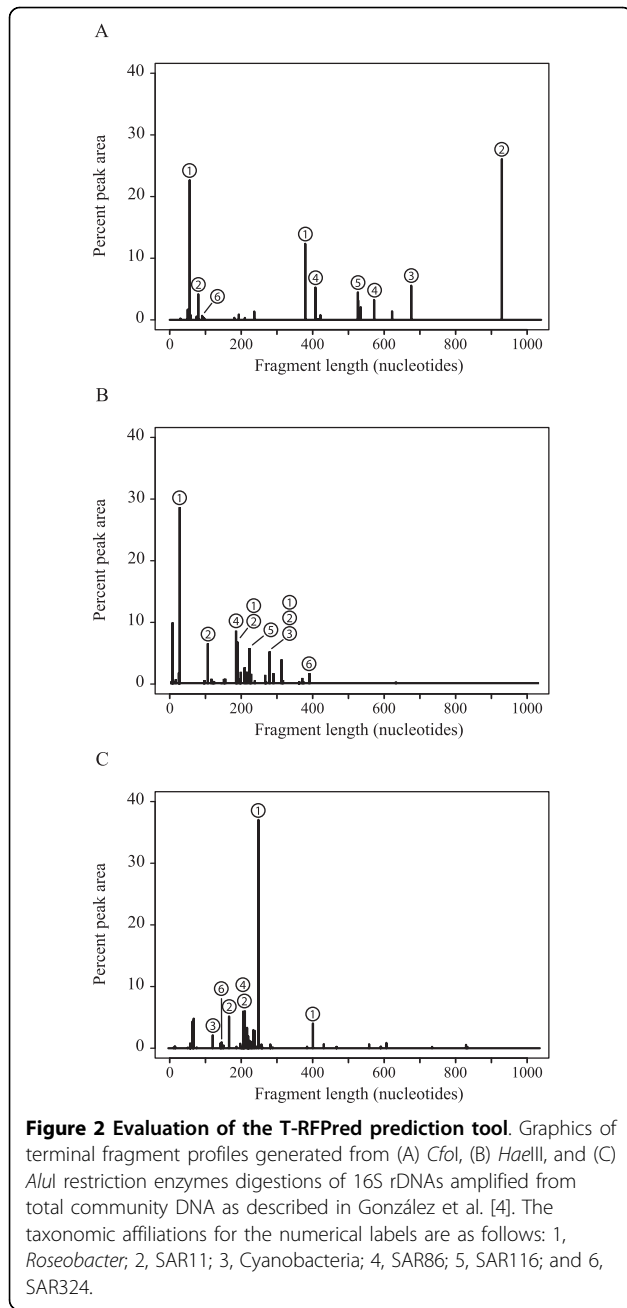 A
40
30
20
10
0
Percent peak area
①
②
⑥
①
④
⑤
④
③
②
0 200 400 600 800 1000
Fragment length (nucleotides)
B
40
30
20
10
0
Percent peak area
①
②
④
①
②
⑤
①
②
③
⑥
0 200 400 600 800 1000
Fragment length (nucleotides)
C
40
30
20
10
0
Percent peak area
①
③
⑥
②
④
②
①
0 200 400 600 800 1000
Fragment length (nucleotides)
Figure 2 Evaluation of the T-RFPred prediction tool. Graphics of
terminal fragment profiles generated from (A) CfoI, (B) HaeIII, and (C)
AluI restriction enzymes digestions of 16S rDNAs amplified from
total community DNA as described in González et al. [4]. The
taxonomic affiliations for the numerical labels are as follows: 1,
Roseobacter; 2, SAR11; 3, Cyanobacteria; 4, SAR86; 5, SAR116; and 6,
SAR324.